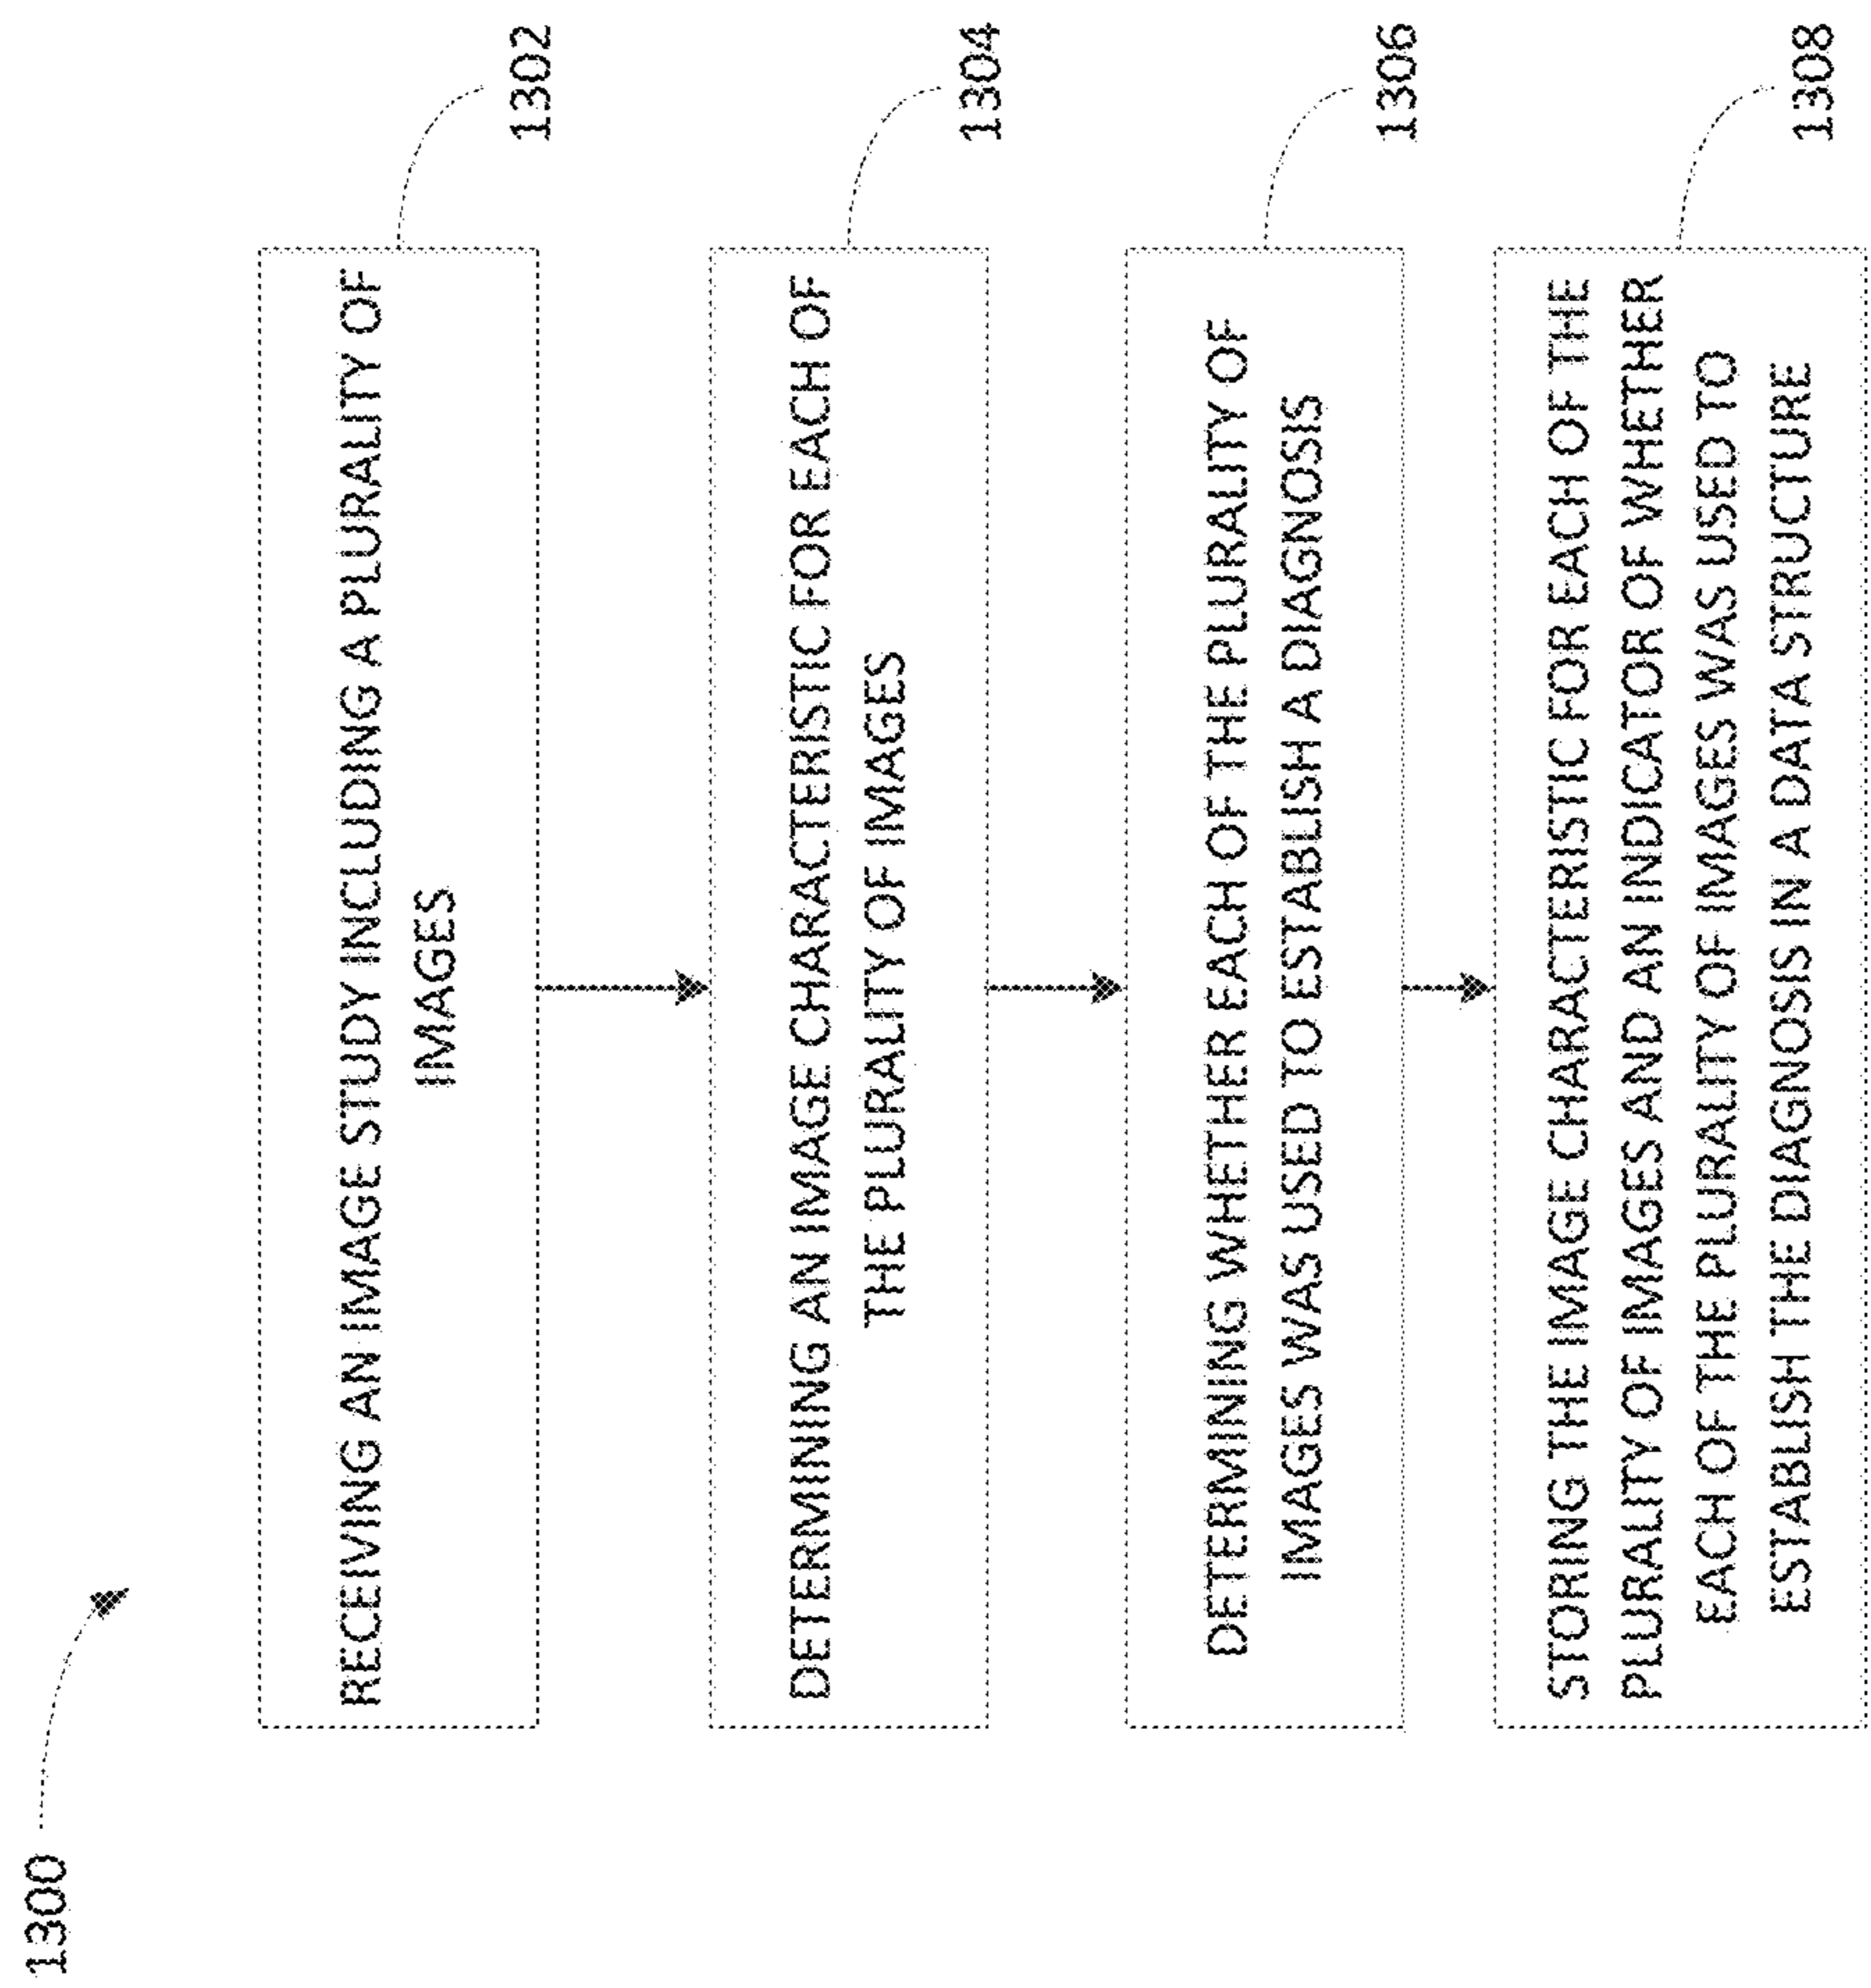 1300
RECEIVING AN IMAGE STUDY INCLUDING A PLURALITY OF
IMAGES
1302
DETERMINING AN IMAGE CHARACTERISTIC FOR EACH OF
THE PLURALITY OF IMAGES
1304
DETERMINING WHETHER EACH OF THE PLURALITY OF
IMAGES WAS USED TO ESTABLISH A DIAGNOSIS
1306
STORING THE IMAGE CHARACTERISTIC FOR EACH OF THE
PLURALITY OF IMAGES AND AN INDICATOR OF WHETHER
EACH OF THE PLURALITY OF IMAGES WAS USED TO
ESTABLISH THE DIAGNOSIS IN A DATA STRUCTURE
1308